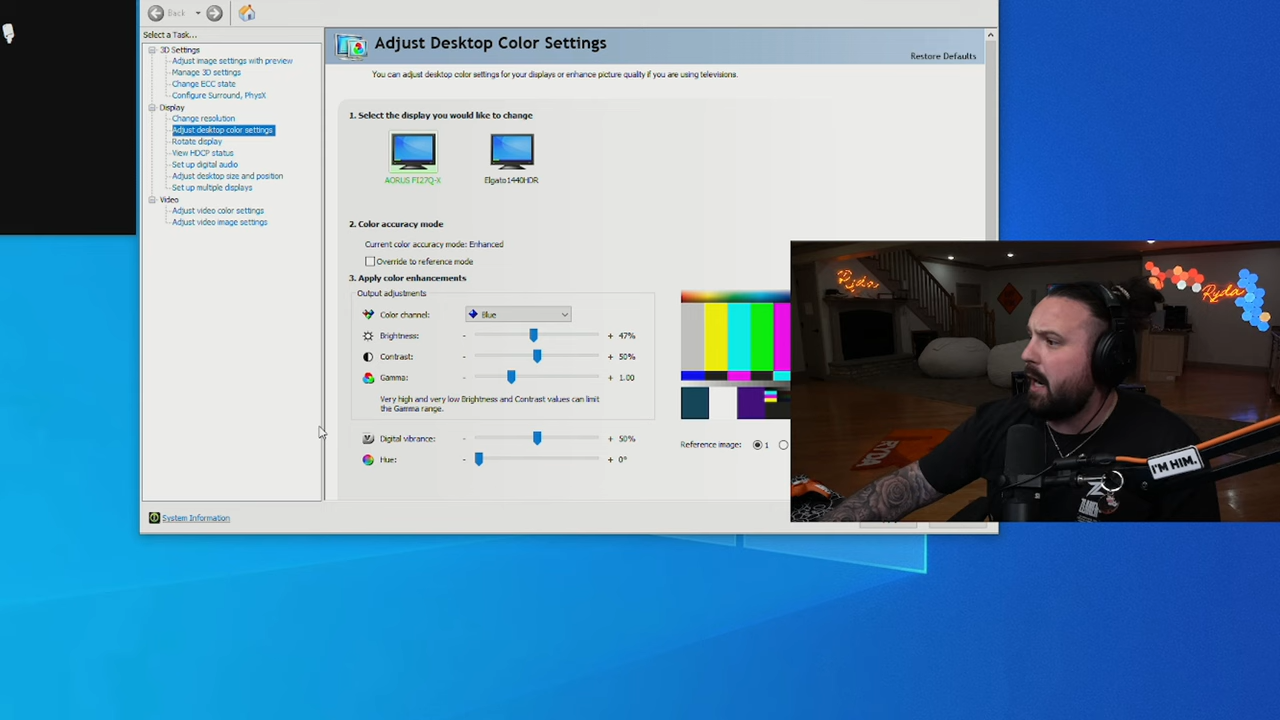 Back
Select a Task...
3D Settings
Adjust image settings with preview
Manage 3D settings
Change ECC state
Configure Surround, PhysX
Display
Change resolution
Adjust desktop color settings
Rotate display
View HDCP status
Set up digital audio
Adjust desktop size and position
Set up multiple displays
Video
Adjust video color settings
Adjust video image settings
System Information
Adjust Desktop Color Settings
Restore Defaults
You can adjust desktop color settings for your displays or enhance picture quality if you are using televisions.
1. Select the display you would like to change
AORUS FI27Q-X
Elgato1440HDR
2. Color accuracy mode
Current color accuracy mode: Enhanced
Override to reference mode
3. Apply color enhancements
Output adjustments
Color channel: Blue
Brightness: - + 47%
Contrast: - + 50%
Gamma: - + 1.00
Very high and very low Brightness and Contrast values can limit
the Gamma range.
Digital vibrance: - + 50%
Hue: - + 0°
Reference image: 1
Ryda
Ryda
RYDA
I'M HIM.